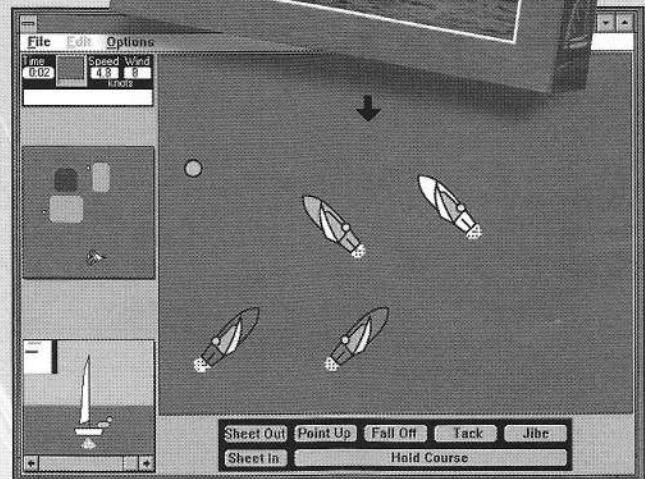 File Edit Options
Time Speed Wind
0:02 4.8 8
knots
Sheet Out Point Up Fall Off Tack Jibe
Sheet In Hold Course